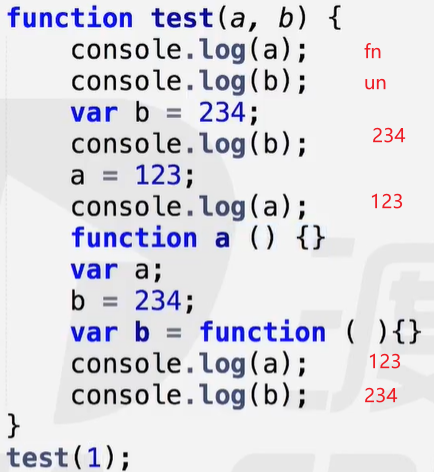 function test(a, b) {
console.log(a); fn
console.log(b); un
var b = 234;
console.log(b); 234
a = 123;
console.log(a); 123
function a () {}
var a;
b = 234;
var b = function ( ){}
console.log(a); 123
console.log(b); 234
}
test(1);